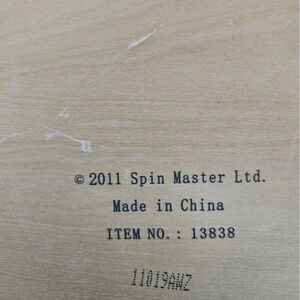 © 2011 Spin Master Ltd.
Made in China
ITEM NO. : 13838
11019AWZ